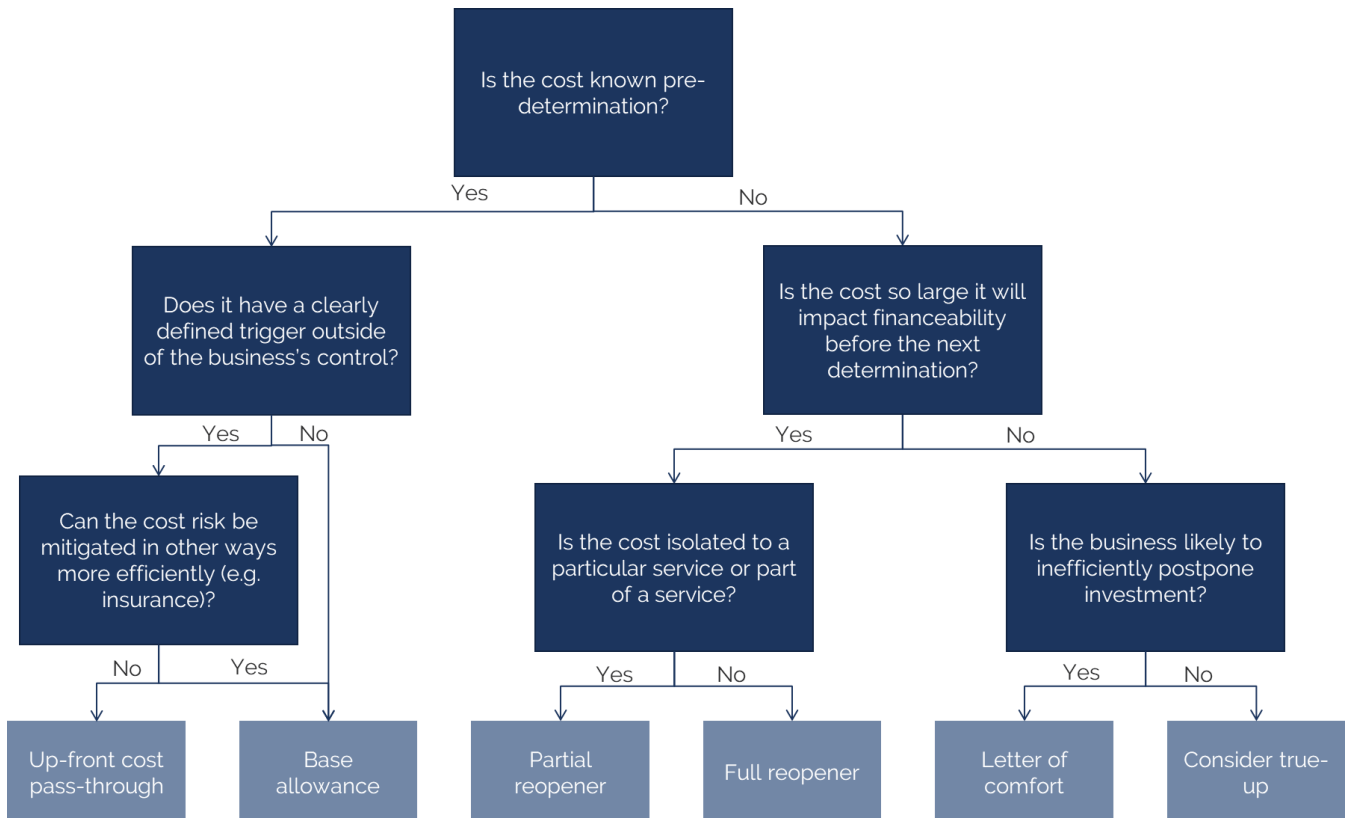 Is the cost known pre-
determination?
Yes
No
Does it have a clearly
defined trigger outside
of the business's control?
Is the cost so large it will
impact financeability
before the next
determination?
Yes
No
Yes
No
Can the cost risk be
mitigated in other ways
more efficiently (e.g.
insurance)?
Is the cost isolated to a
particular service or part
of a service?
Is the business likely to
inefficiently postpone
investment?
No
Yes
Yes
No
Yes
No
Up-front cost
pass-through
Base
allowance
Partial
reopener
Full reopener
Letter of
comfort
Consider true-
up